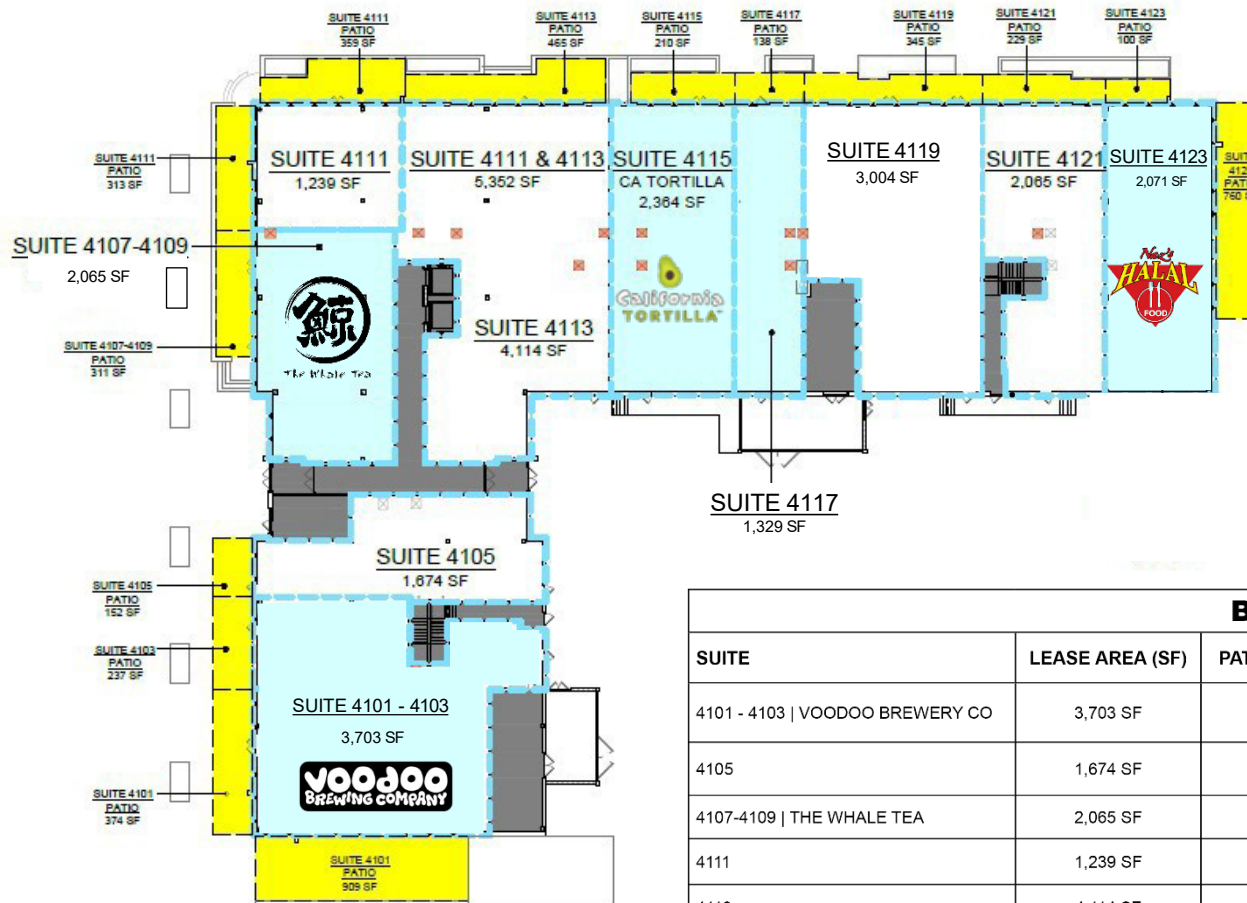 SUITE 4111
PATIO
359 SF
SUITE 4113
PATIO
465 SF
SUITE 4115
PATIO
210 SF
SUITE 4117
PATIO
138 SF
SUITE 4119
PATIO
345 SF
SUITE 4121
PATIO
229 SF
SUITE 4123
PATIO
100 SF
SUITE 4111
PATIO
313 SF
SUITE 4111
1,239 SF
SUITE 4111 & 4113
5,352 SF
SUITE 4115
CA TORTILLA
2,364 SF
SUITE 4119
3,004 SF
SUITE 4121
2,065 SF
SUITE 4123
2,071 SF
760
SUITE 4107-4109
2,065 SF
鯨
The Whale Tea
California
TORTILLA
Naz's
HALAL
FOOD
SUITE 4113
4,114 SF
SUITE 4107-4109
PATIO
311 SF
SUITE 4117
1,329 SF
SUITE 4105
1,674 SF
SUITE 4105
PATIO
152 SF
SUITE 4103
PATIO
237 SF
SUITE 4101 - 4103
3,703 SF
VOODOO
BREWING COMPANY
SUITE 4101
PATIO
374 SF
SUITE 4101
PATIO
909 SF
SUITE LEASE AREA (SF)
4101 - 4103 | VOODOO BREWERY CO 3,703 SF
4105 1,674 SF
4107-4109 | THE WHALE TEA 2,065 SF
4111 1,239 SF